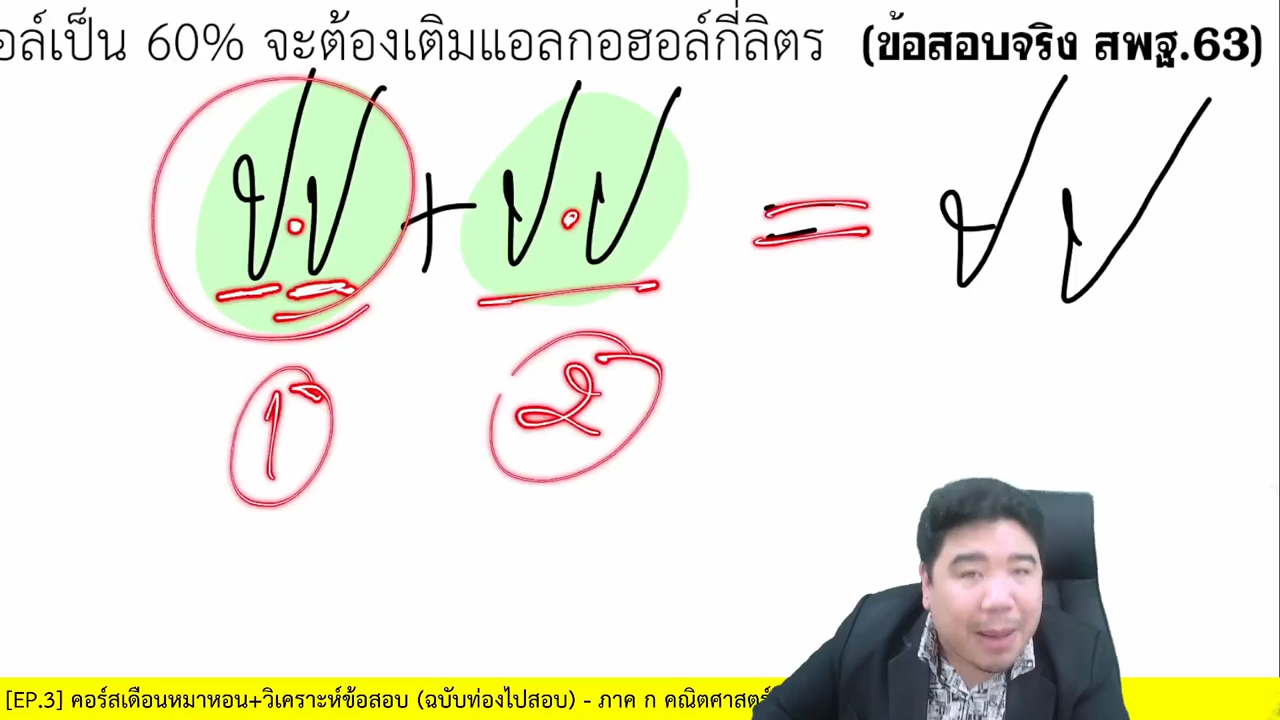 อล์เป็น 60% จะต้องเติมแอลกอฮอล์กี่ลิตร (ข้อสอบจริง สพฐ.63)
ป·ป + ป·ป = ป ป
1 2
[EP.3] คอร์สเดือนหมาหอน+วิเคราะห์ข้อสอบ (ฉบับท่องไปสอบ) - ภาค ก คณิตศาสตร์